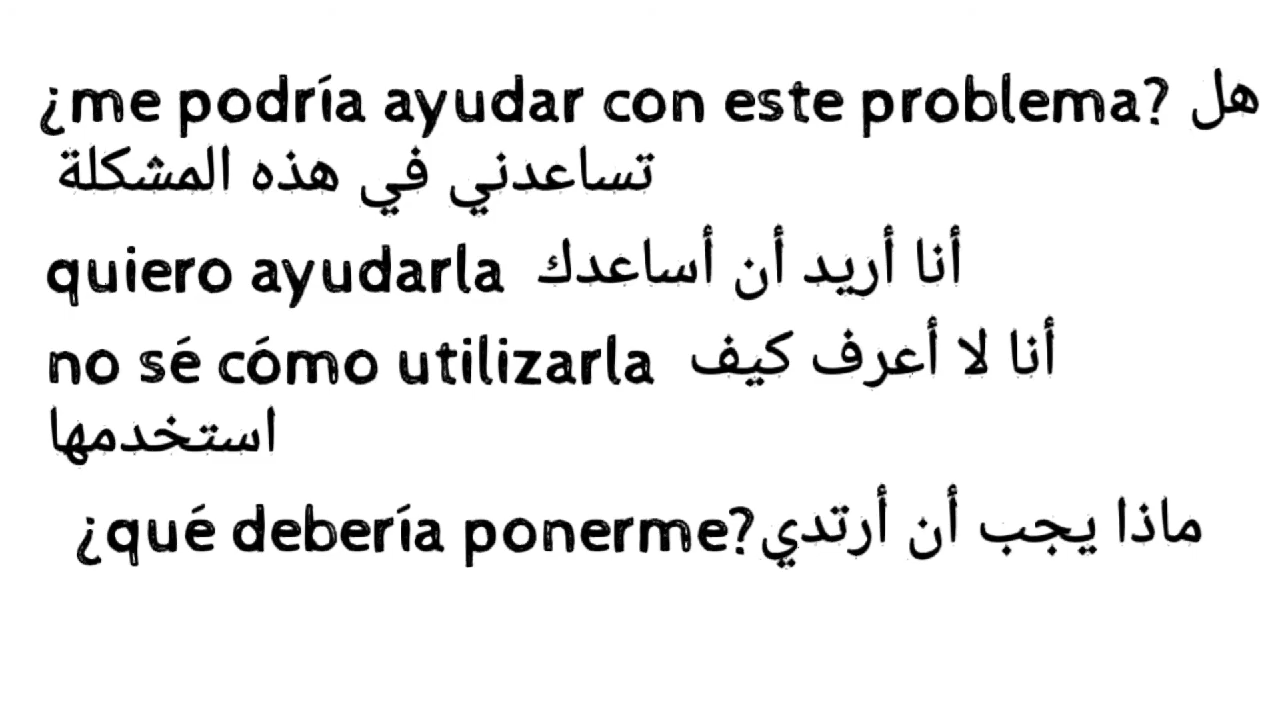 ¿me podría ayudar con este problema? هل
تساعدني في هذه المشكلة
quiero ayudarla أنا أريد أن أساعدك
no sé cómo utilizarla أنا لا أعرف كيف
استخدمها
¿qué debería ponerme?ماذا يجب أن أرتدي